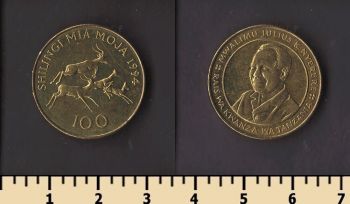 SHILINGI MIA MOJA 1994
100
MWALIMU JULIUS K. NYERERE
RAIS WA KWANZA WA TANZANIA
1 2 3 4 5 6 7